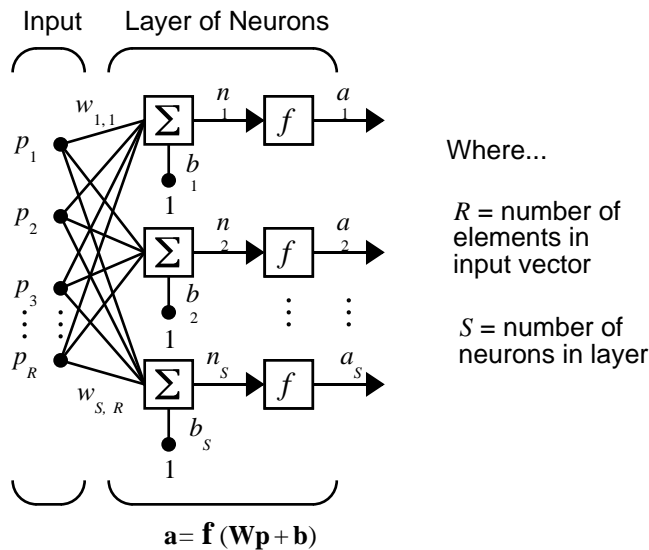 Input
Layer of Neurons
w1,1
n1
a1
p1
Σ
f
b1
1
p2
n2
a2
Σ
f
p3
b2
1
pR
nS
aS
Σ
f
wS, R
bS
1
a= f (Wp+b)
Where...
R = number of
elements in
input vector
S = number of
neurons in layer